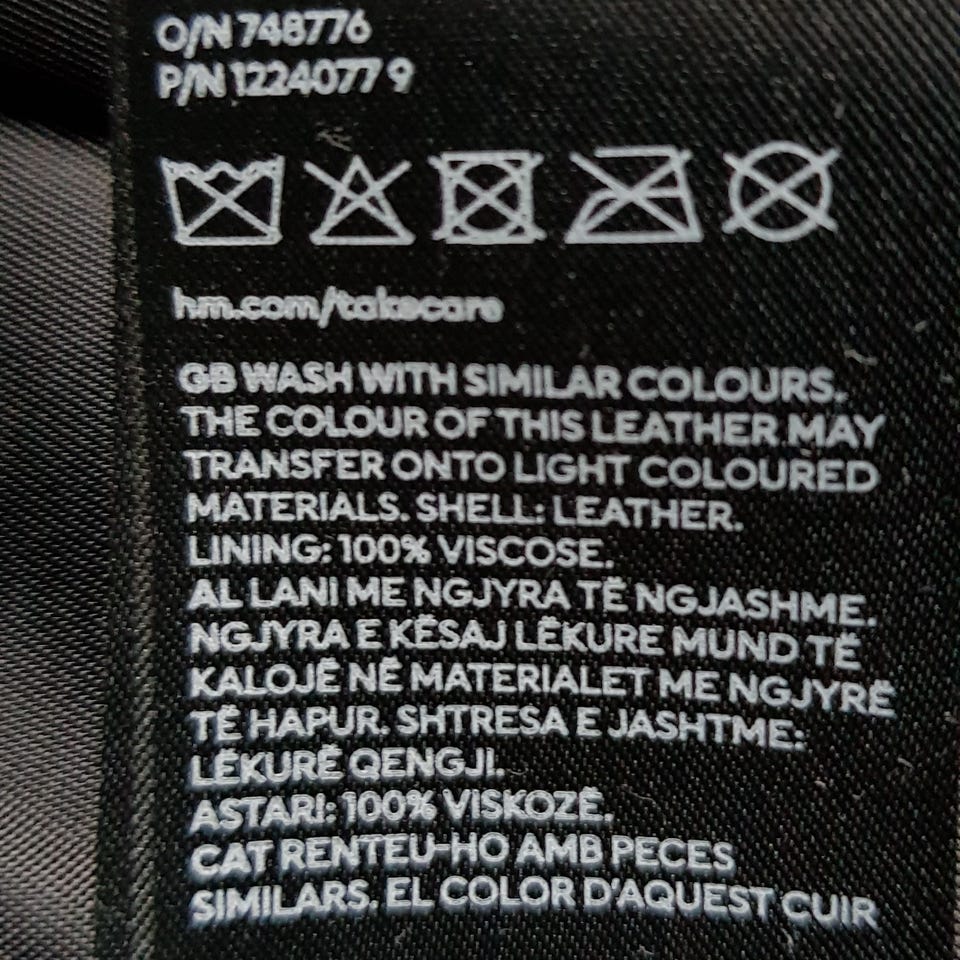 O/N 748776
P/N 1224077 9
hm.com/takecare
GB WASH WITH SIMILAR COLOURS.
THE COLOUR OF THIS LEATHER MAY
TRANSFER ONTO LIGHT COLOURED
MATERIALS. SHELL: LEATHER.
LINING: 100% VISCOSE.
AL LANI ME NGJYRA TË NGJASHME.
NGJYRA E KËSAJ LËKURE MUND TË
KALOJË NË MATERIALET ME NGJYRË
TË HAPUR. SHTRESA E JASHTME:
LËKURË QENGJI.
ASTARI: 100% VISKOZË.
CAT RENTEU-HO AMB PECES
SIMILARS. EL COLOR D'AQUEST CUIR